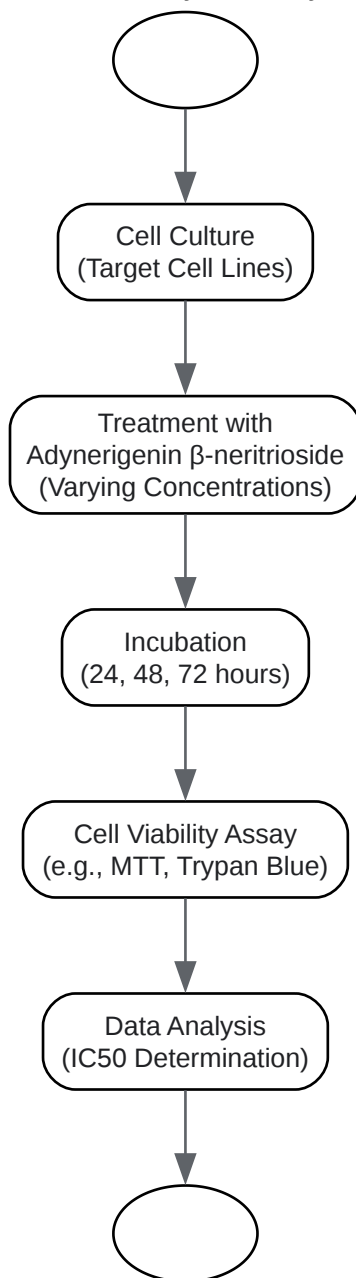 Cell Culture
(Target Cell Lines)
Treatment with
Adynerigenin β-neritrioside
(Varying Concentrations)
Incubation
(24, 48, 72 hours)
Cell Viability Assay
(e.g., MTT, Trypan Blue)
Data Analysis
(IC50 Determination)